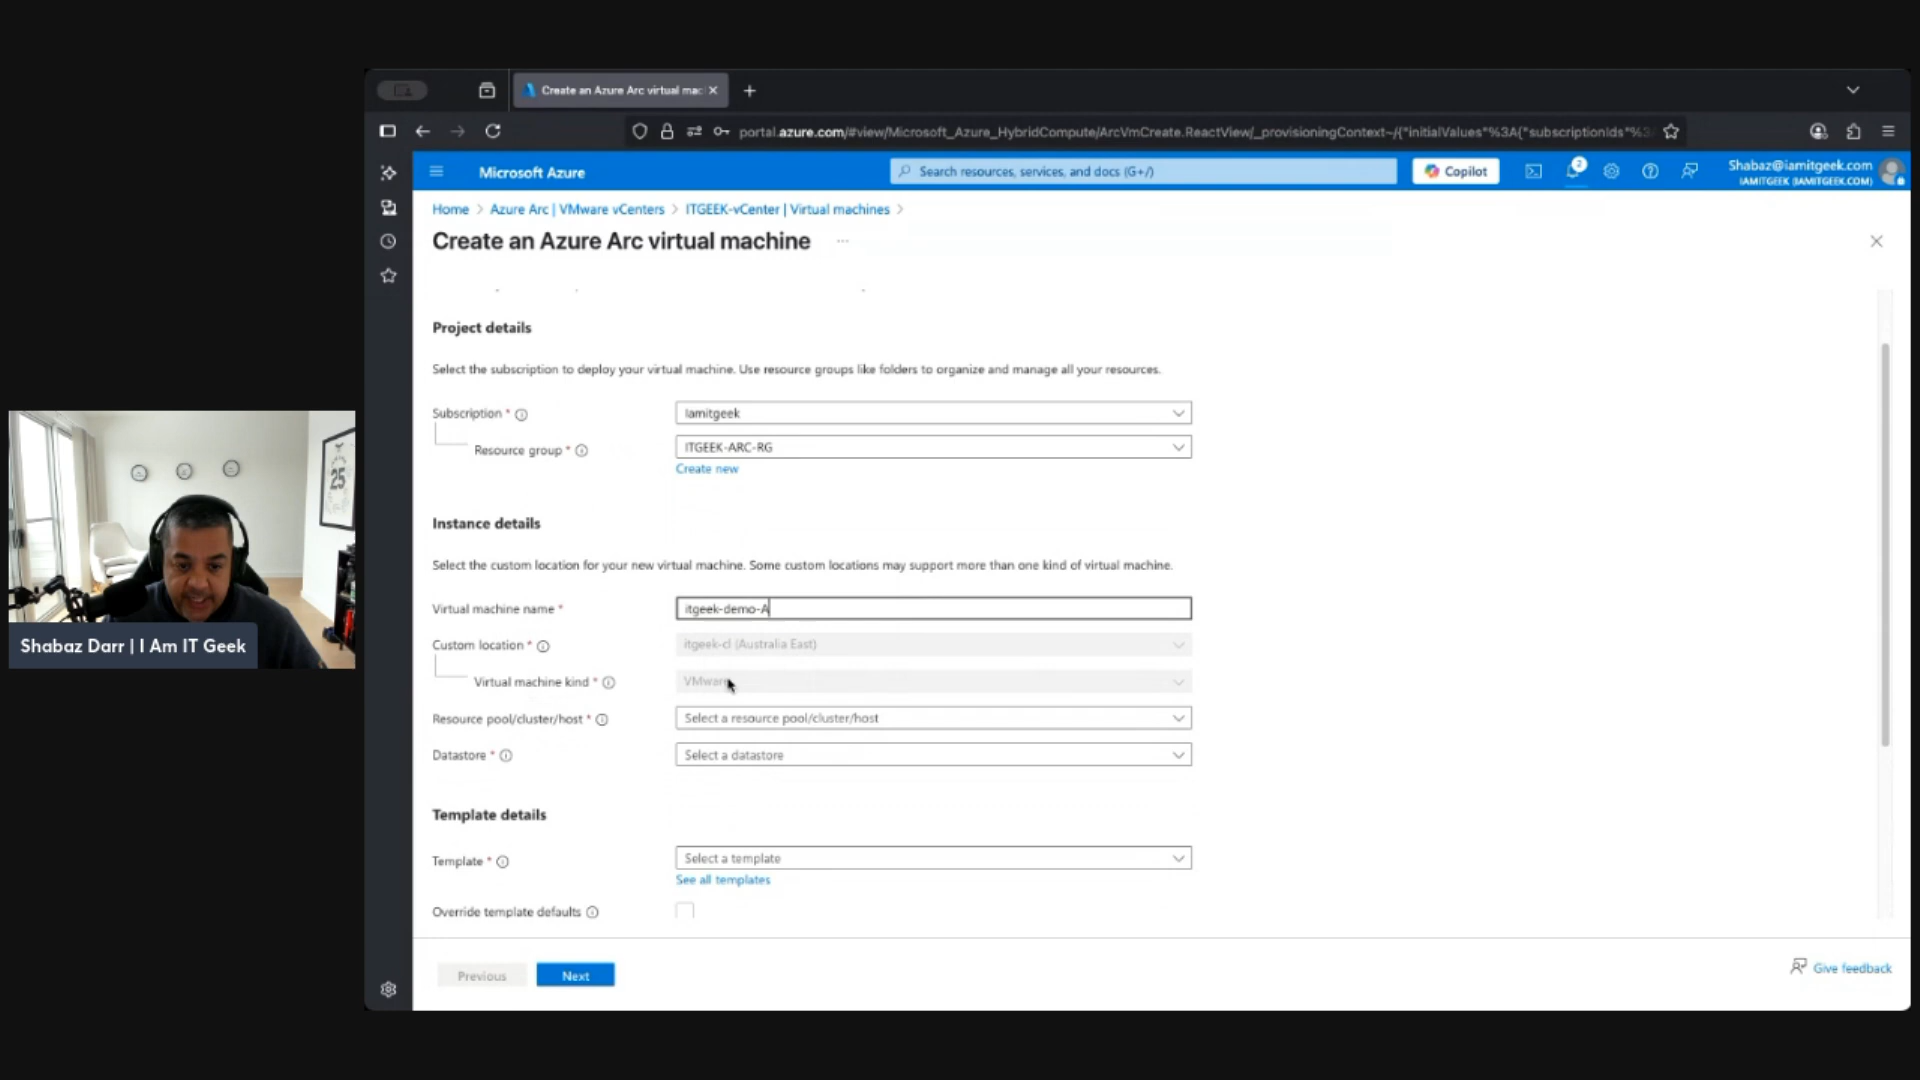 Create an Azure Arc virtual mac
portal.azure.com/#view/Microsoft_Azure_HybridCompute/ArcVmCreate.ReactView/_provisioningContext~/{"initialValues"%3A{"subscriptionIds"%3
Microsoft Azure
Search resources, services, and docs (G+/)
Copilot
2
Shabaz@iamitgeek.com
IAMITGEEK (IAMITGEEK.COM)
Home > Azure Arc | VMware vCenters > ITGEEK-vCenter | Virtual machines >
Create an Azure Arc virtual machine ...
Project details
Select the subscription to deploy your virtual machine. Use resource groups like folders to organize and manage all your resources.
Subscription *
Iamitgeek
Resource group *
ITGEEK-ARC-RG
Create new
Instance details
Select the custom location for your new virtual machine. Some custom locations may support more than one kind of virtual machine.
Virtual machine name *
itgeek-demo-A
Custom location *
itgeek-cl (Australia East)
Virtual machine kind *
VMware
Resource pool/cluster/host *
Select a resource pool/cluster/host
Datastore *
Select a datastore
Template details
Template *
Select a template
See all templates
Override template defaults
Previous
Next
Give feedback
25
Shabaz Darr | I Am IT Geek